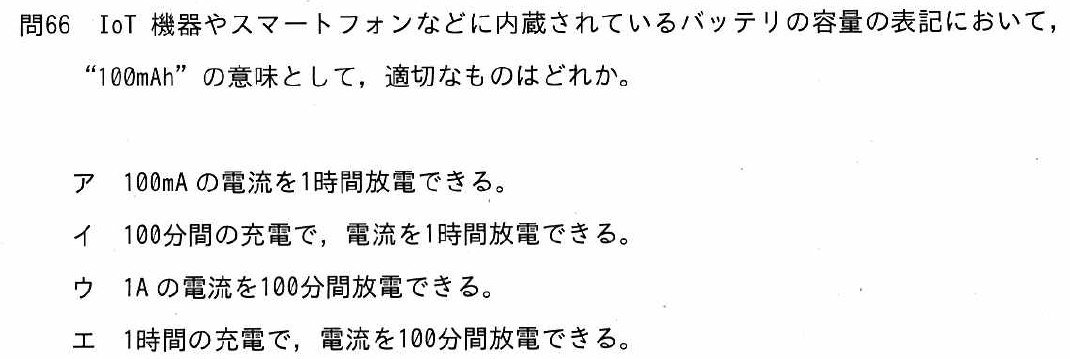 問66 IoT 機器やスマートフォンなどに内蔵されているバッテリの容量の表記において，
“100mAh”の意味として，適切なものはどれか。
ア 100mA の電流を1時間放電できる。
イ 100分間の充電で，電流を1時間放電できる。
ウ 1A の電流を100分間放電できる。
エ 1時間の充電で，電流を100分間放電できる。